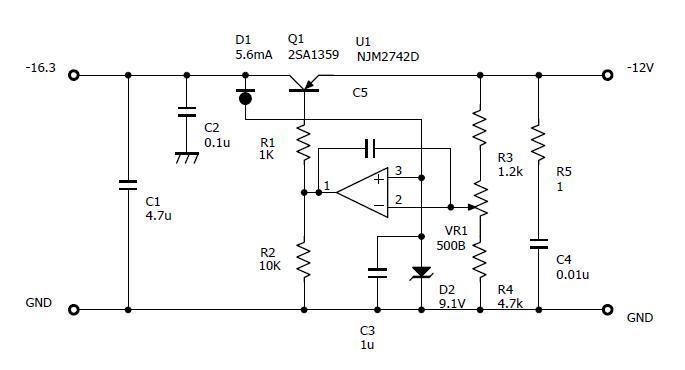 D1
5.6mA
Q1
2SA1359
U1
NJM2742D
-16.3
-12V
C5
C2
0.1u
R1
1K
R3
1.2k
R5
1
1
3
2
C1
4.7u
VR1
500B
R2
10K
C4
0.01u
D2
9.1V
R4
4.7k
GND
GND
C3
1u